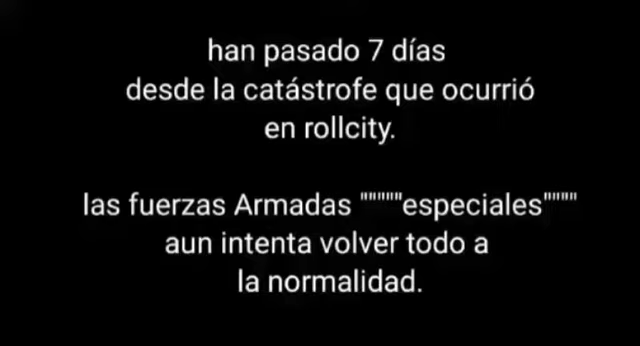 han pasado 7 días
desde la catástrofe que ocurrió
en rollcity.
las fuerzas Armadas """""especiales""""
aun intenta volver todo a
la normalidad.